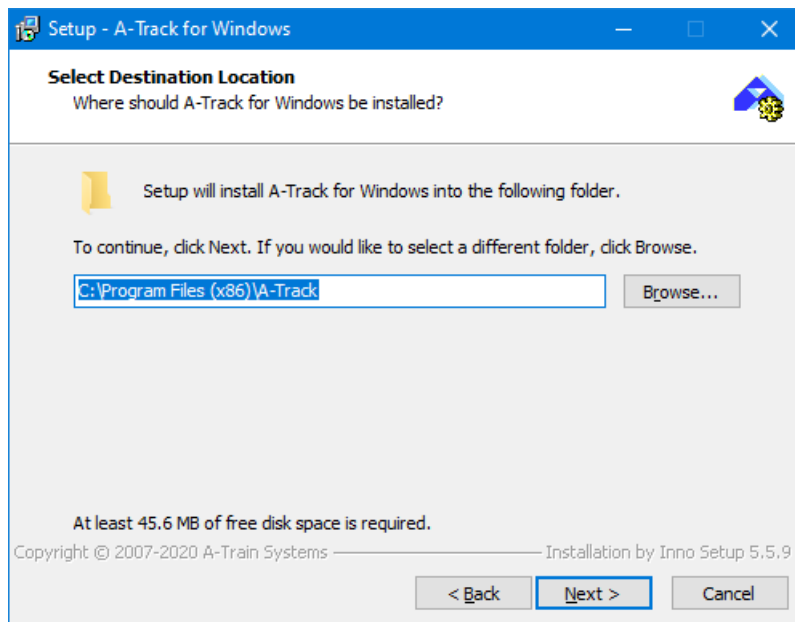 Setup - A-Track for Windows
Select Destination Location
Where should A-Track for Windows be installed?
Setup will install A-Track for Windows into the following folder.
To continue, click Next. If you would like to select a different folder, click Browse.
C:\Program Files (x86)\A-Track
Browse...
At least 45.6 MB of free disk space is required.
Copyright © 2007-2020 A-Train Systems
Installation by Inno Setup 5.5.9
< Back
Next >
Cancel